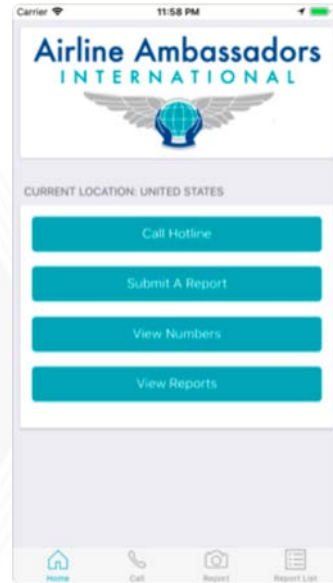 Carrier 11:58 PM
Airline Ambassadors
INTERNATIONAL
CURRENT LOCATION: UNITED STATES
Call Hotline
Submit A Report
View Numbers
View Reports
Home Call Report Report List